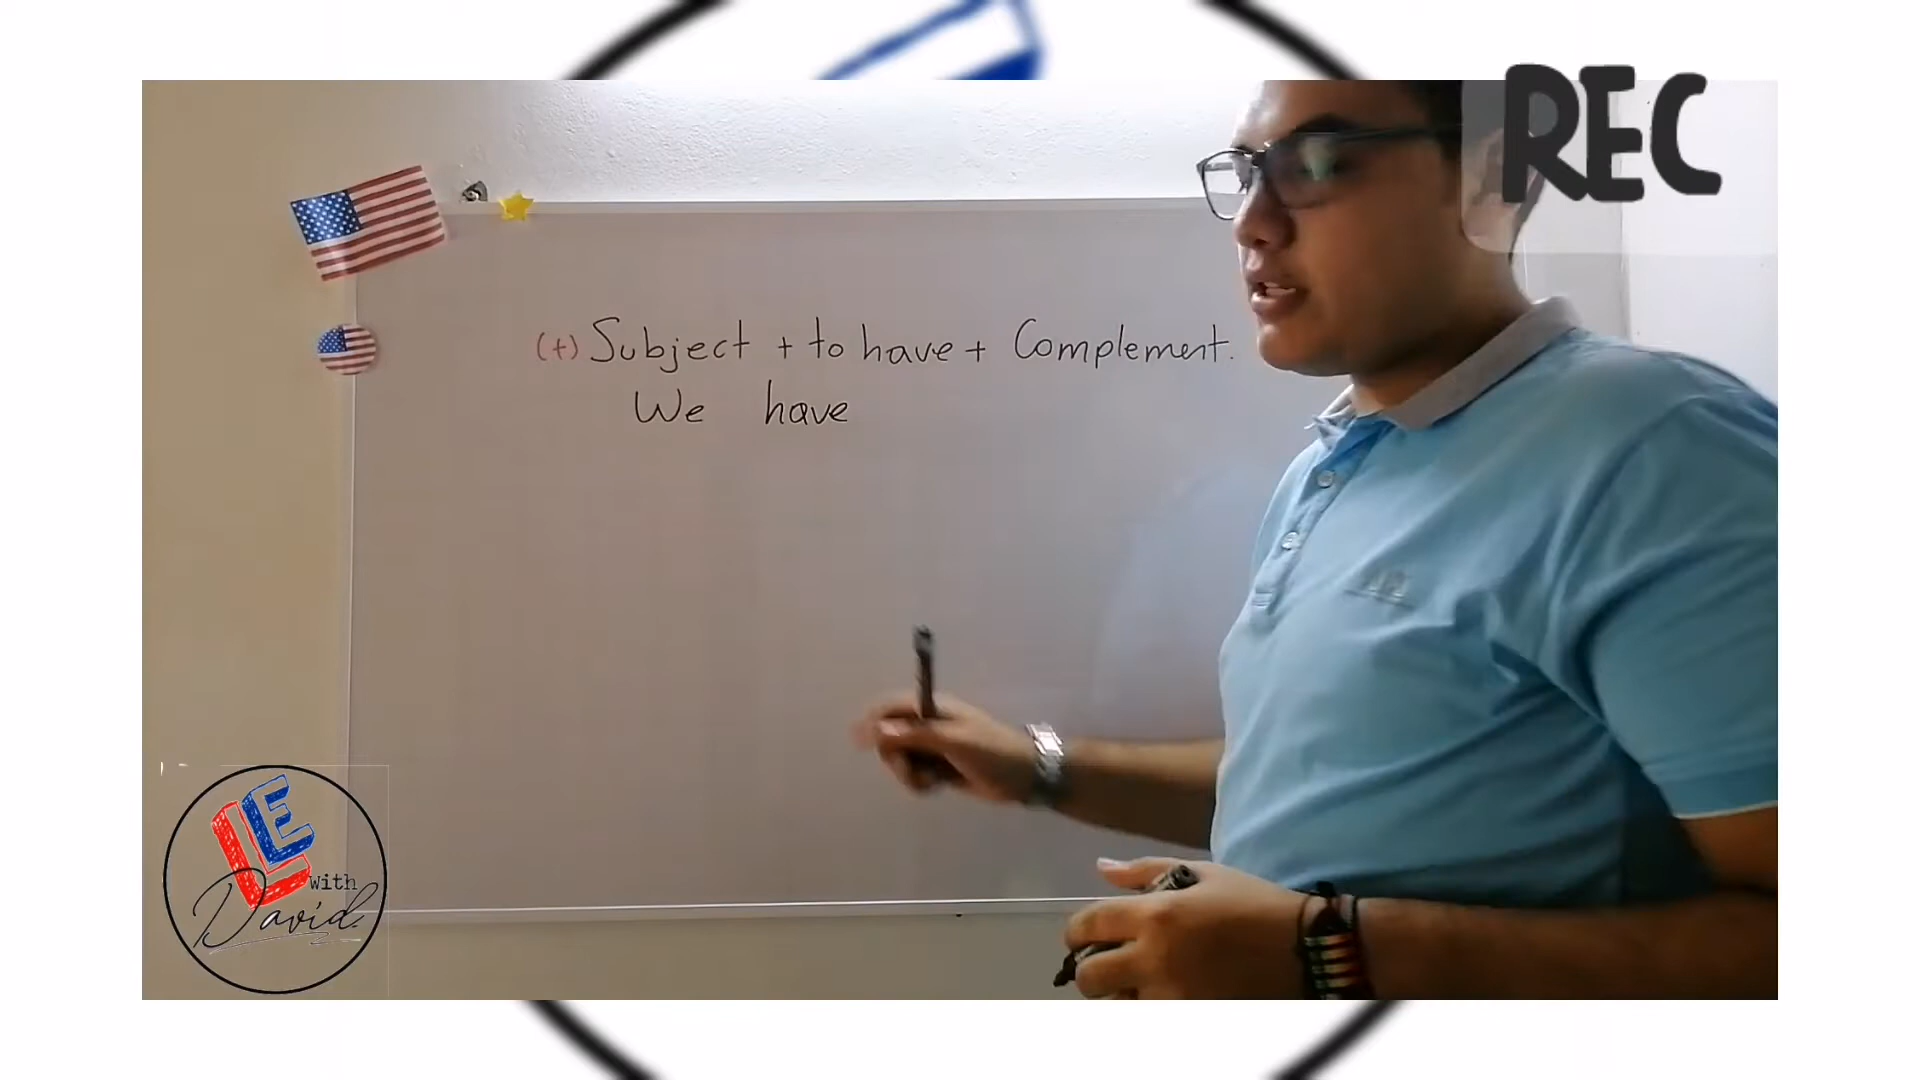 REC
(+) Subject + to have + Complement.
We have
LE
with
David